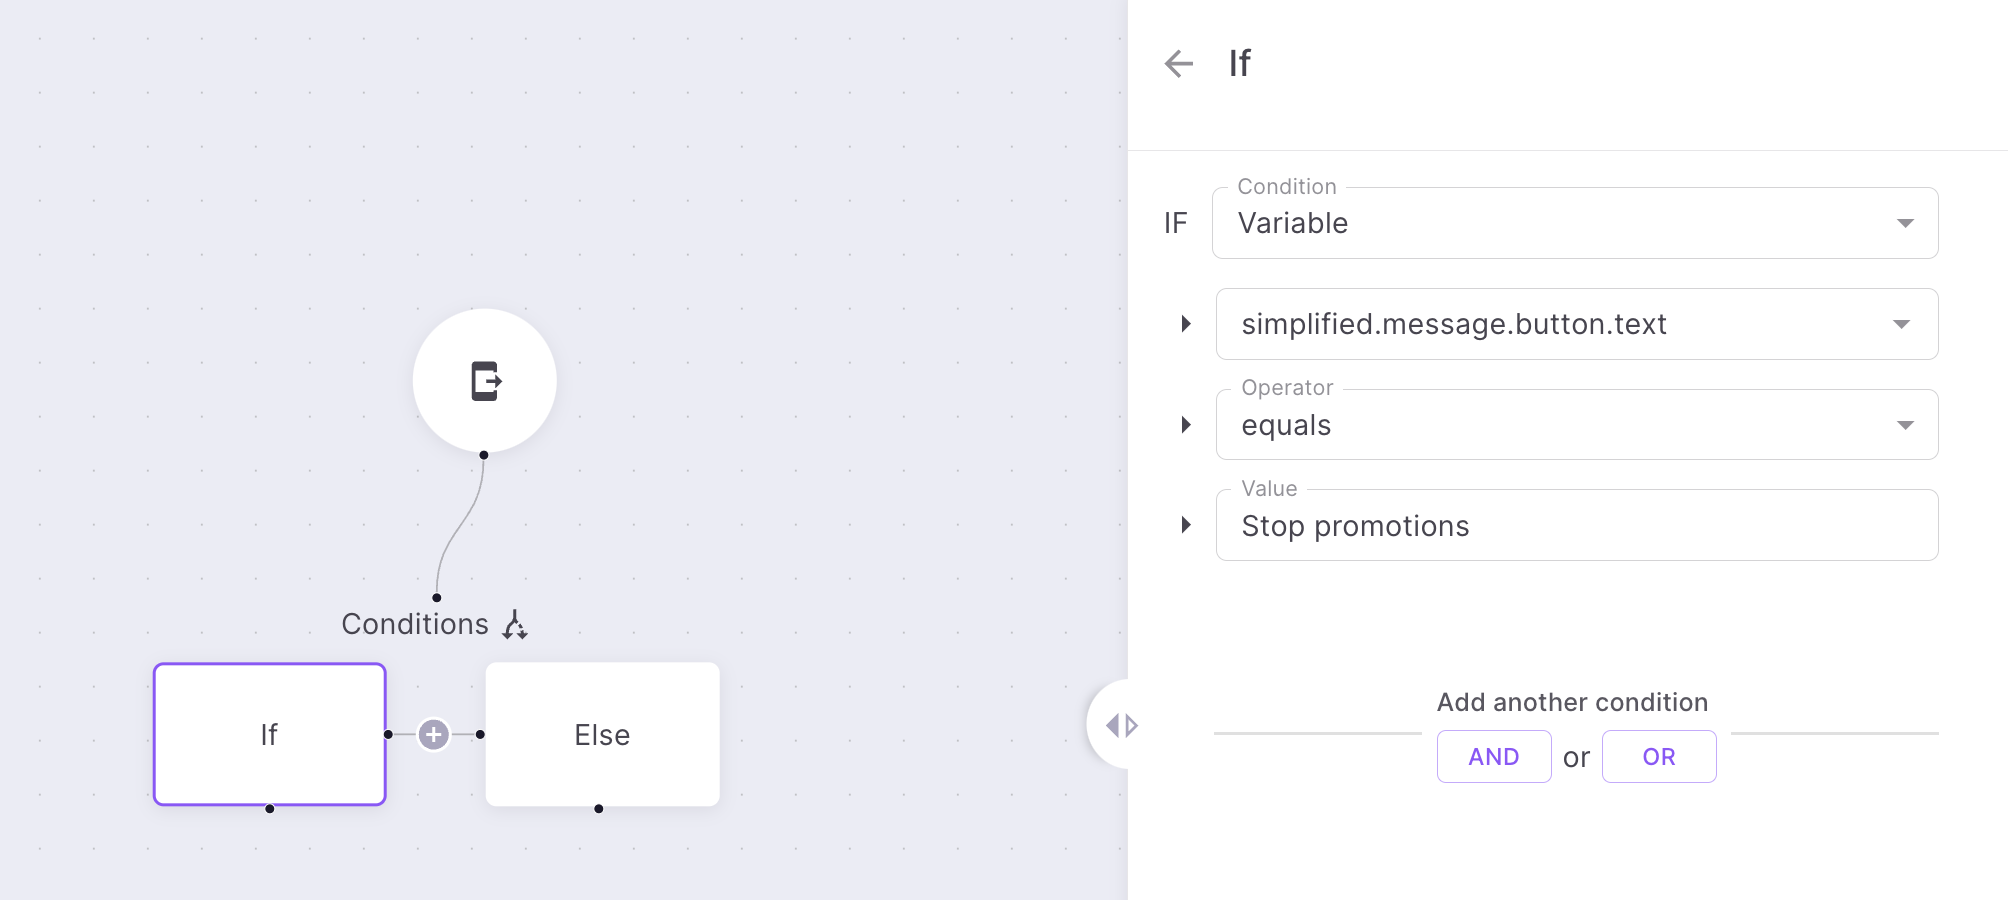 Conditions
If
Else
If
Condition
IF
Variable
simplified.message.button.text
Operator
equals
Value
Stop promotions
Add another condition
AND or OR